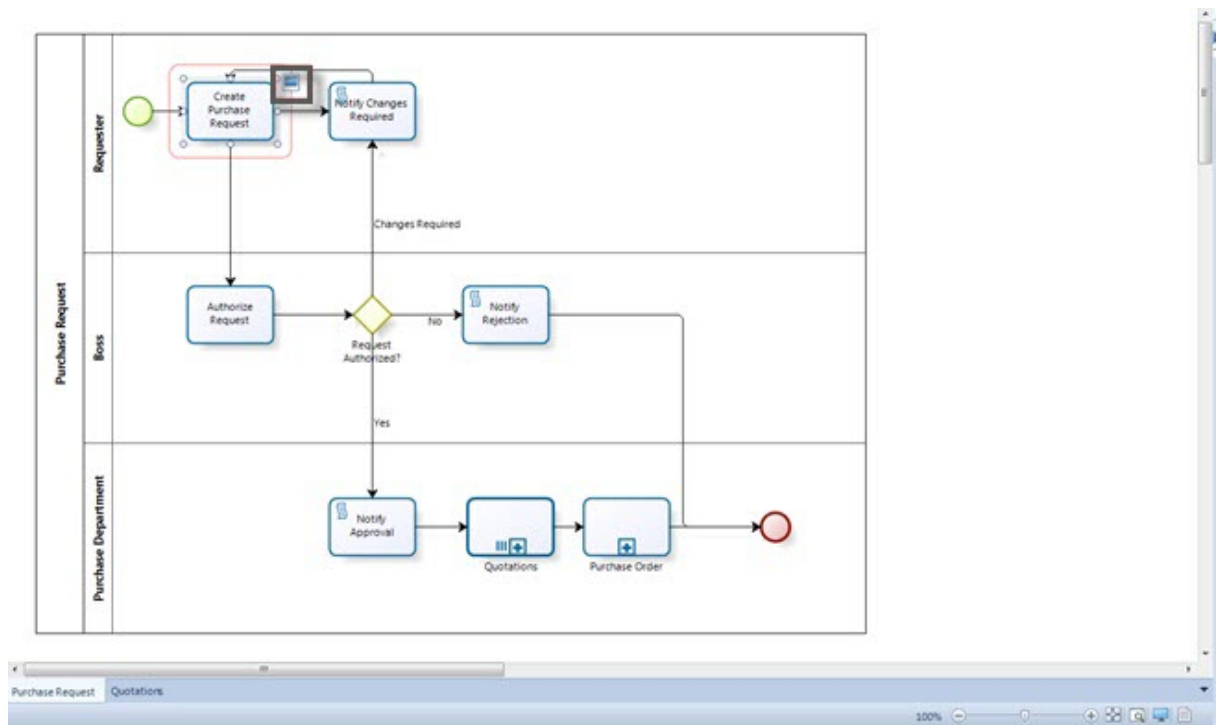 Purchase Request
Requester
Create
Purchase
Request
Notify Changes
Required
Changes Required
Boss
Authorize
Request
Request
Authorized?
No
Notify
Rejection
Yes
Purchase Department
Notify
Approval
Quotations
Purchase Order
Purchase Request
Quotations
100%